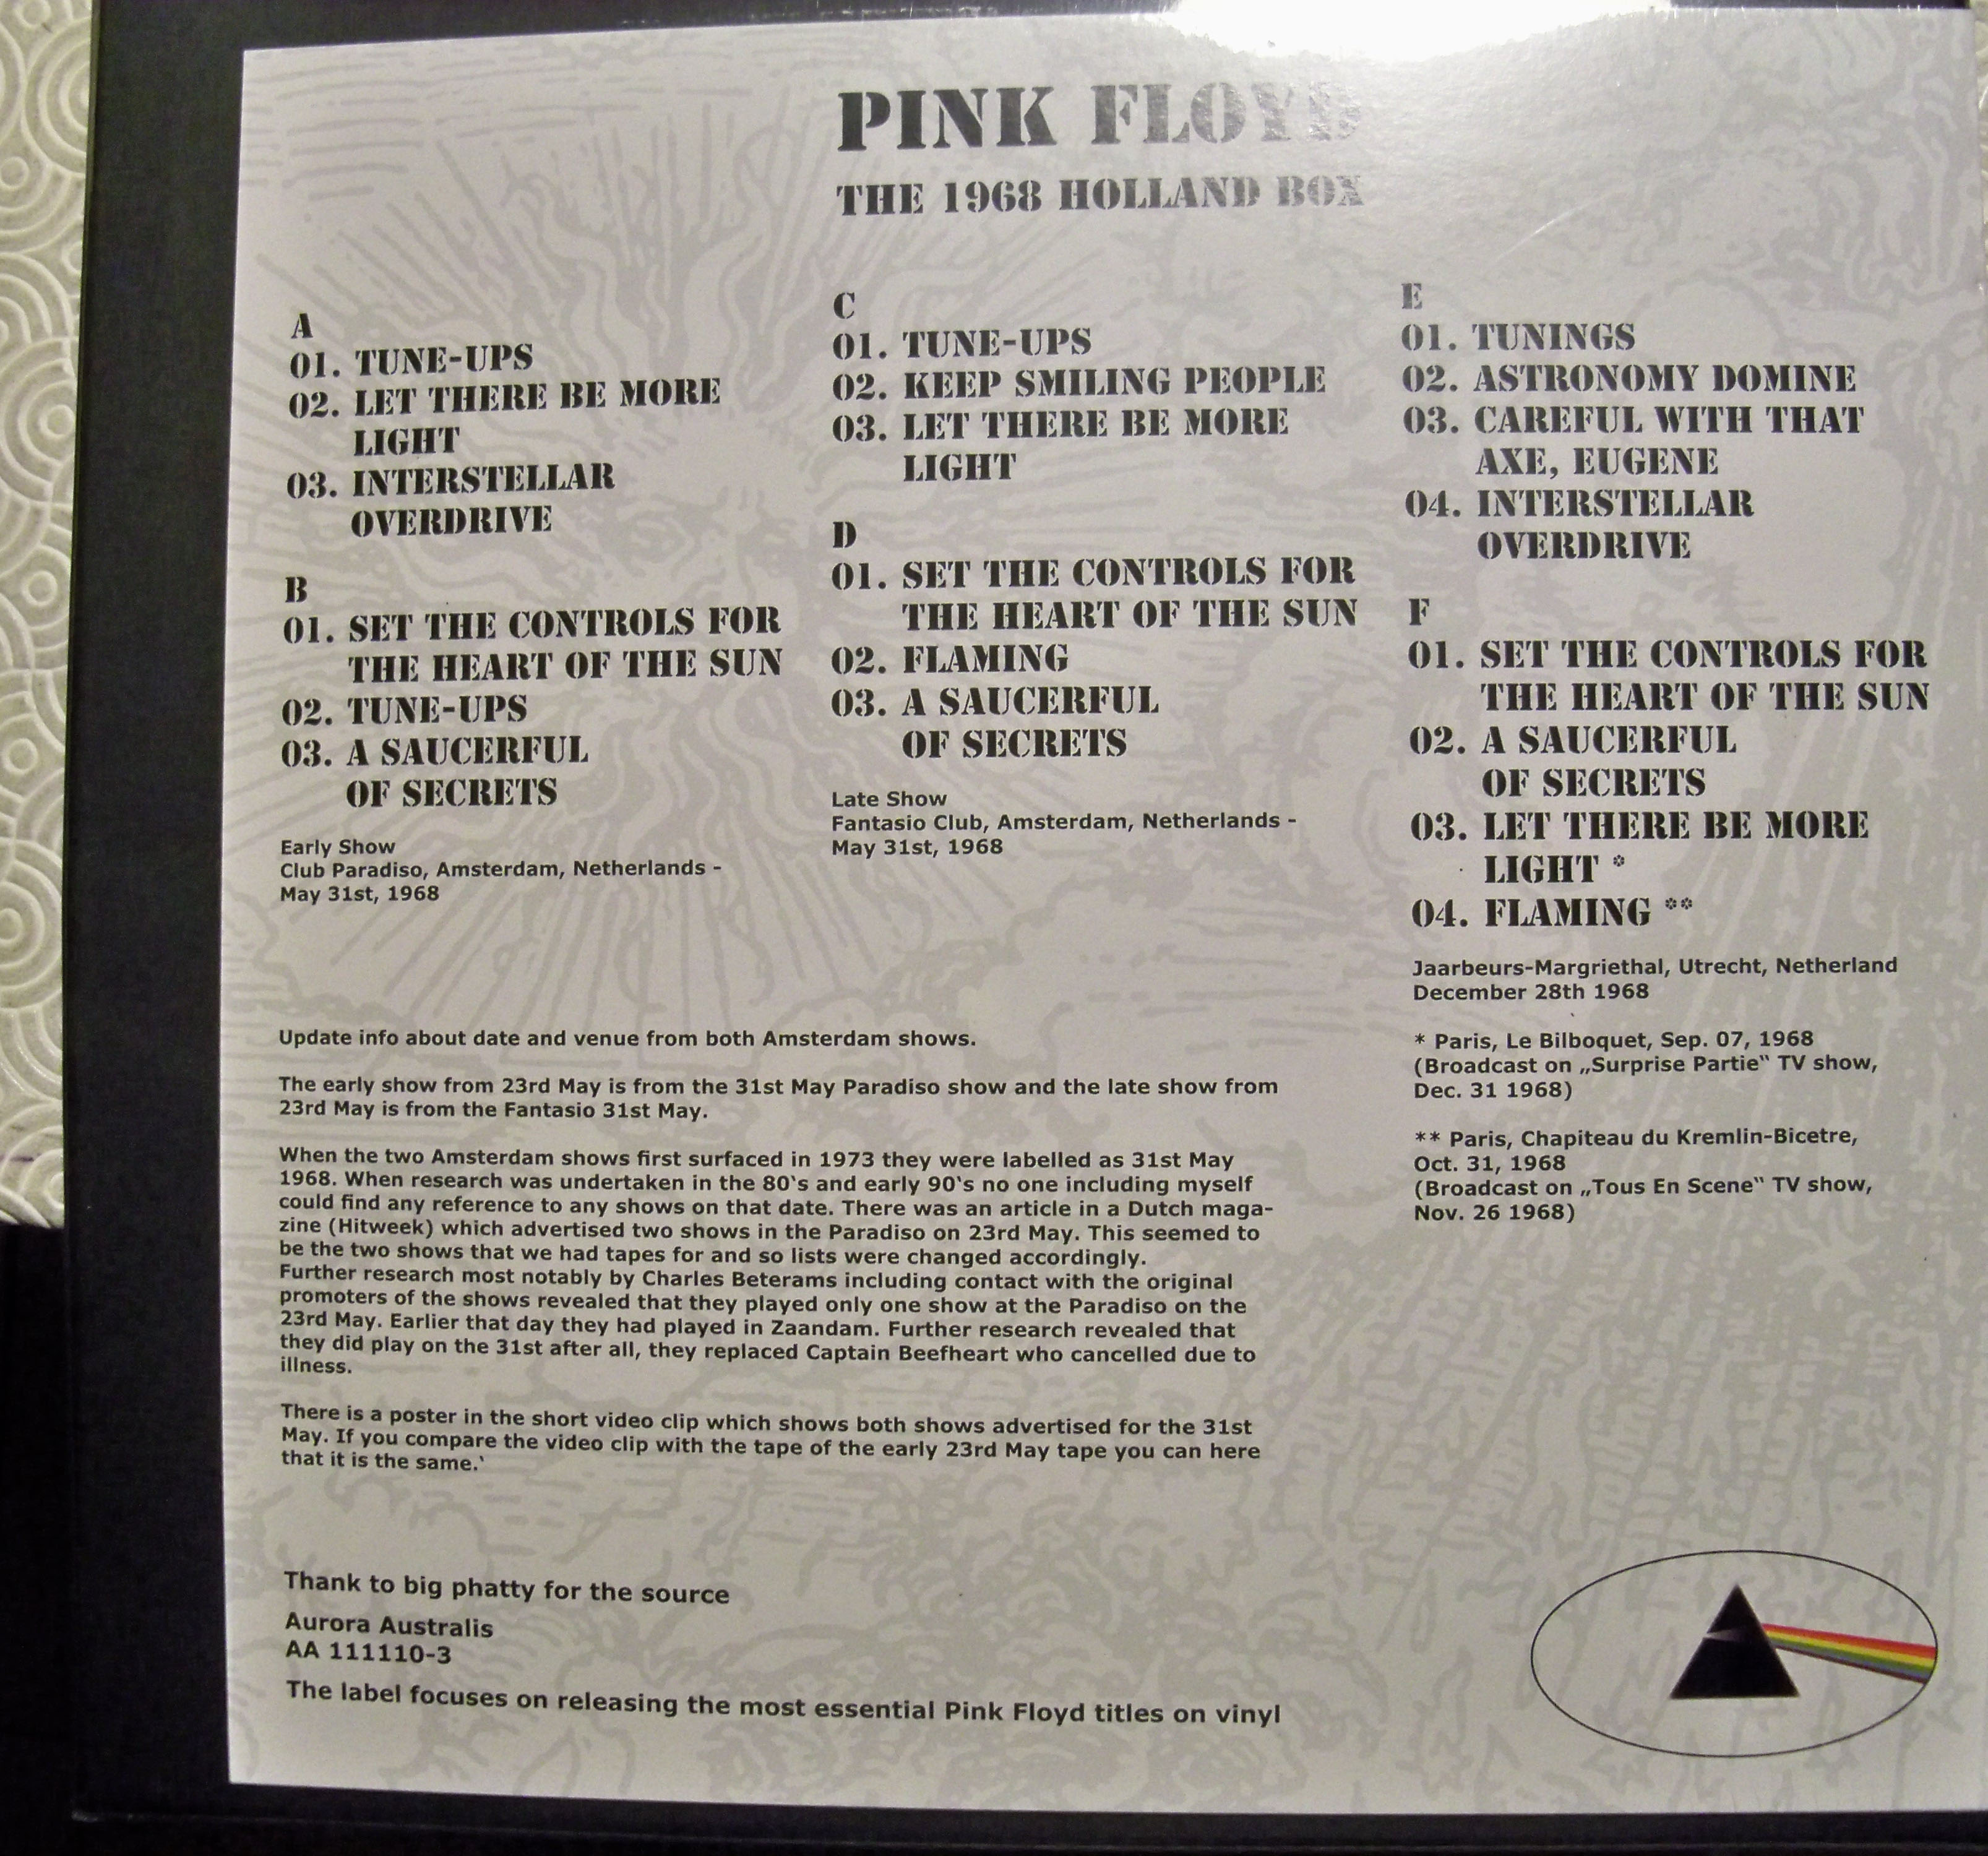 PINK FLOYD
THE 1968 HOLLAND BOX
A
01. TUNE-UPS
02. LET THERE BE MORE
LIGHT
03. INTERSTELLAR
OVERDRIVE
B
01. SET THE CONTROLS FOR
THE HEART OF THE SUN
02. TUNE-UPS
03. A SAUCERFUL
OF SECRETS
Early Show
Club Paradiso, Amsterdam, Netherlands -
May 31st, 1968
C
01. TUNE-UPS
02. KEEP SMILING PEOPLE
03. LET THERE BE MORE
LIGHT
D
01. SET THE CONTROLS FOR
THE HEART OF THE SUN
02. FLAMING
03. A SAUCERFUL
OF SECRETS
Late Show
Fantasio Club, Amsterdam, Netherlands -
May 31st, 1968
E
01. TUNINGS
02. ASTRONOMY DOMINE
03. CAREFUL WITH THAT
AXE, EUGENE
04. INTERSTELLAR
OVERDRIVE
F
01. SET THE CONTROLS FOR
THE HEART OF THE SUN
02. A SAUCERFUL
OF SECRETS
03. LET THERE BE MORE
LIGHT *
04. FLAMING **
Jaarbeurs-Margriethal, Utrecht, Netherland
December 28th 1968
* Paris, Le Bilboquet, Sep. 07, 1968
(Broadcast on „Surprise Partie“ TV show,
Dec. 31 1968)
** Paris, Chapiteau du Kremlin-Bicetre,
Oct. 31, 1968
(Broadcast on „Tous En Scene“ TV show,
Nov. 26 1968)
Update info about date and venue from both Amsterdam shows.
The early show from 23rd May is from the 31st May Paradiso show and the late show from
23rd May is from the Fantasio 31st May.
When the two Amsterdam shows first surfaced in 1973 they were labelled as 31st May
1968. When research was undertaken in the 80‘s and early 90‘s no one including myself
could find any reference to any shows on that date. There was an article in a Dutch maga-
zine (Hitweek) which advertised two shows in the Paradiso on 23rd May. This seemed to
be the two shows that we had tapes for and so lists were changed accordingly.
Further research most notably by Charles Beterams including contact with the original
promoters of the shows revealed that they played only one show at the Paradiso on the
23rd May. Earlier that day they had played in Zaandam. Further research revealed that
they did play on the 31st after all, they replaced Captain Beefheart who cancelled due to
illness.
There is a poster in the short video clip which shows both shows advertised for the 31st
May. If you compare the video clip with the tape of the early 23rd May tape you can here
that it is the same.‘
Thank to big phatty for the source
Aurora Australis
AA 111110-3
The label focuses on releasing the most essential Pink Floyd titles on vinyl